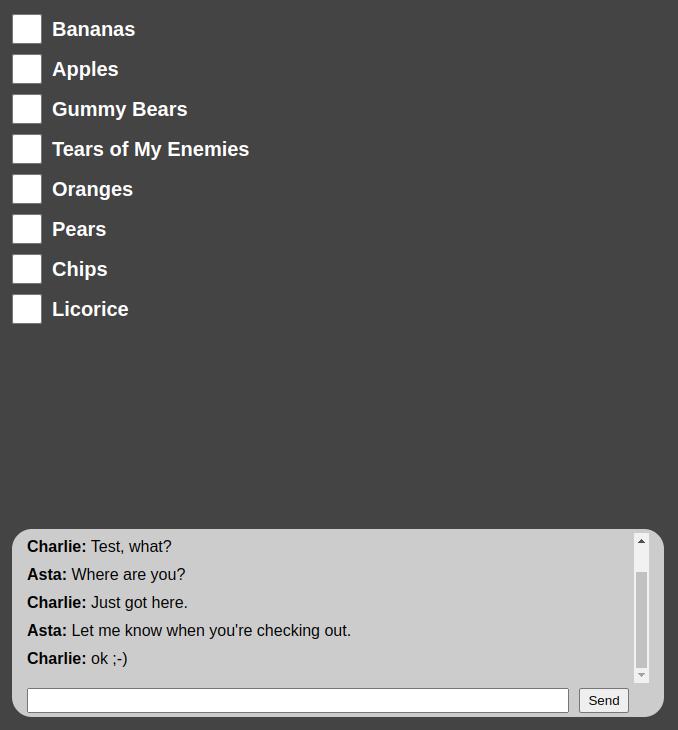 Bananas
Apples
Gummy Bears
Tears of My Enemies
Oranges
Pears
Chips
Licorice
Charlie: Test, what?
Asta: Where are you?
Charlie: Just got here.
Asta: Let me know when you're checking out.
Charlie: ok ;-)
Send